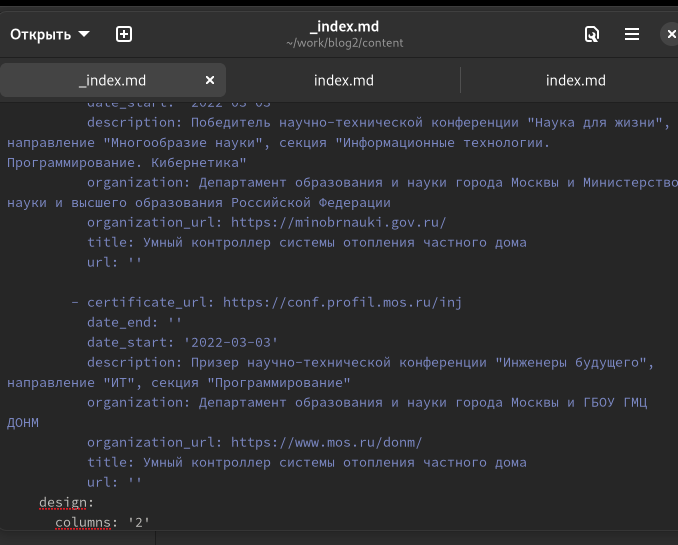 Открыть
_index.md
~/work/blog2/content
_index.md
index.md
index.md
date_start: '2022-03-03'
description: Победитель научно-технической конференции "Наука для жизни",
направление "Многообразие науки", секция "Информационные технологии.
Программирование. Кибернетика"
organization: Департамент образования и науки города Москвы и Министерство
науки и высшего образования Российской Федерации
organization_url: https://minobrnauki.gov.ru/
title: Умный контроллер системы отопления частного дома
url: ''
- certificate_url: https://conf.profil.mos.ru/inj
date_end: ''
date_start: '2022-03-03'
description: Призер научно-технической конференции "Инженеры будущего",
направление "ИТ", секция "Программирование"
organization: Департамент образования и науки города Москвы и ГБОУ ГМЦ
ДОНМ
organization_url: https://www.mos.ru/donm/
title: Умный контроллер системы отопления частного дома
url: ''
design:
columns: '2'